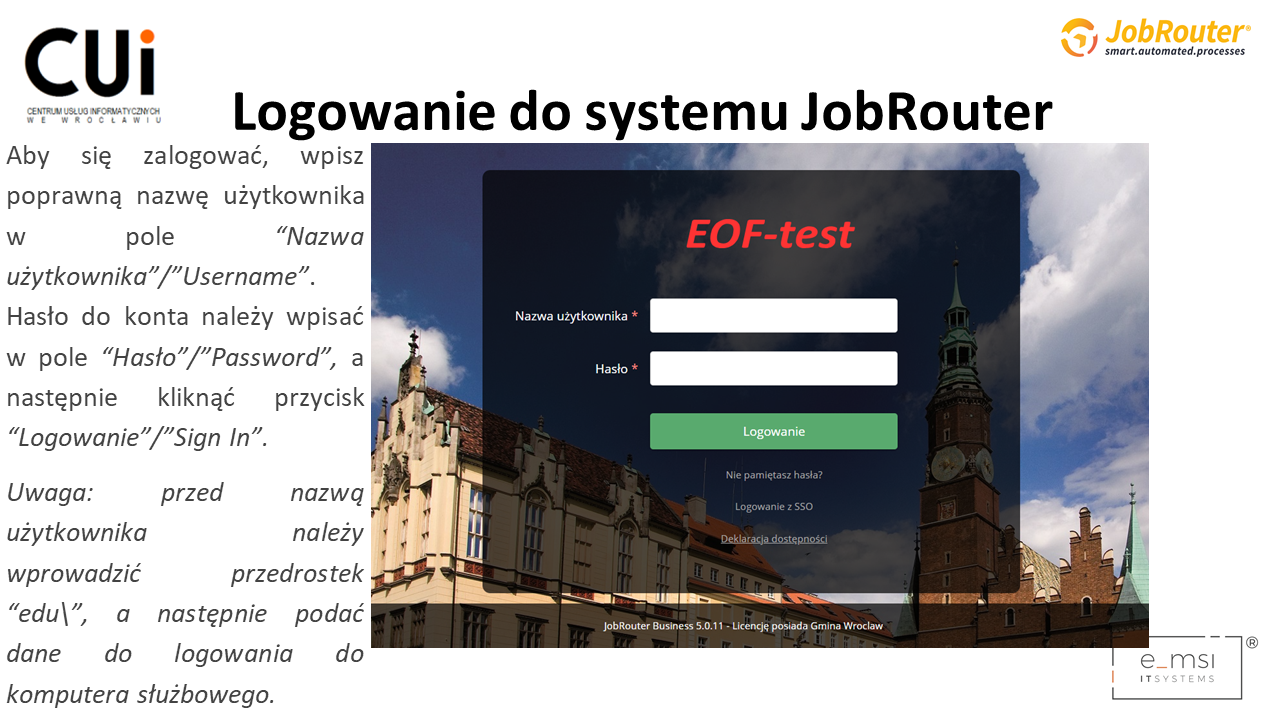 CUi
CENTRUM USŁUG INFORMATYCZNYCH
WE WROCŁAWIU
JobRouter®
smart.automated.processes
Logowanie do systemu JobRouter
Aby się zalogować, wpisz
poprawną nazwę użytkownika
w pole “Nazwa
użytkownika”/”Username”.
Hasło do konta należy wpisać
w pole “Hasło”/”Password”, a
następnie kliknąć przycisk
“Logowanie”/”Sign In”.
Uwaga: przed nazwą
użytkownika należy
wprowadzić przedrostek
“edu\”, a następnie podać
dane do logowania do
komputera służbowego.
EOF-test
Nazwa użytkownika *
Hasło *
Logowanie
Nie pamiętasz hasła?
Logowanie z SSO
Deklaracja dostępności
JobRouter Business 5.0.11 - Licencję posiada Gmina Wroclaw
e_msi ®
ITSYSTEMS